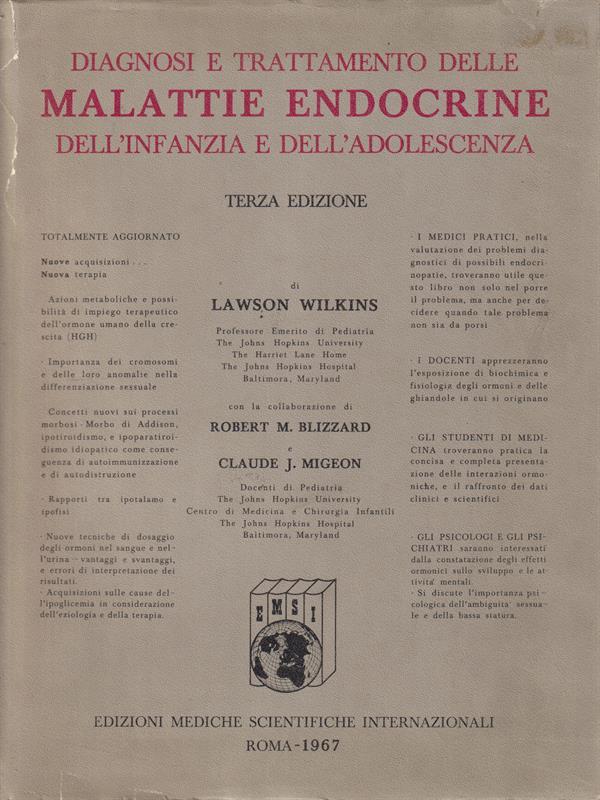 DIAGNOSI E TRATTAMENTO DELLE
MALATTIE ENDOCRINE
DELL'INFANZIA E DELL'ADOLESCENZA
TERZA EDIZIONE
TOTALMENTE AGGIORNATO
Nuove acquisizioni . . .
Nuova terapia
Azioni metaboliche e possi-
bilità di impiego terapeutico
dell'ormone umano della cre-
scita (HGH)
· Importanza dei cromosomi
e delle loro anomalie nella
differenziazione sessuale
· Concetti nuovi sui processi
morbosi - Morbo di Addison,
ipotiroidismo, e ipoparatiroi-
dismo idiopatico come conse-
guenza di autoimmunizzazione
e di autodistruzione
· Rapporti tra ipotalamo e
ipofisi
· Nuove tecniche di dosaggio
degli ormoni nel sangue e nel-
l'urina - vantaggi e svantaggi,
e errori di interpretazione dei
risultati.
· Acquisizioni sulle cause del-
l'ipoglicemia in considerazione
dell'eziologia e della terapia.
di
LAWSON WILKINS
Professore Emerito di Pediatria
The Johns Hopkins University
The Harriet Lane Home
The Johns Hopkins Hospital
Baltimora, Maryland
con la collaborazione di
ROBERT M. BLIZZARD
e
CLAUDE J. MIGEON
Docenti di Pediatria
The Johns Hopkins University
Centro di Medicina e Chirurgia Infantili
The Johns Hopkins Hospital
Baltimora, Maryland
· I MEDICI PRATICI, nella
valutazione dei problemi dia-
gnostici di possibili endocri-
nopatie, troveranno utile que-
sto libro non solo nel porre
il problema, ma anche per de-
cidere quando tale problema
non sia da porsi
· I DOCENTI apprezzeranno
l'esposizione di biochimica e
fisiologia degli ormoni e delle
ghiandole in cui si originano
· GLI STUDENTI DI MEDI-
CINA troveranno pratica la
concisa e completa presenta-
zione delle interazioni ormo-
niche, e il raffronto dei dati
clinici e scientifici
· GLI PSICOLOGI E GLI PSI-
CHIATRI saranno interessati
dalla constatazione degli effetti
ormonici sullo sviluppo e le at-
tivita' mentali.
· Si discute l'importanza psi-
cologica dell'ambiguita' sessua-
le e della bassa statura.
EMSI
EDIZIONI MEDICHE SCIENTIFICHE INTERNAZIONALI
ROMA - 1967